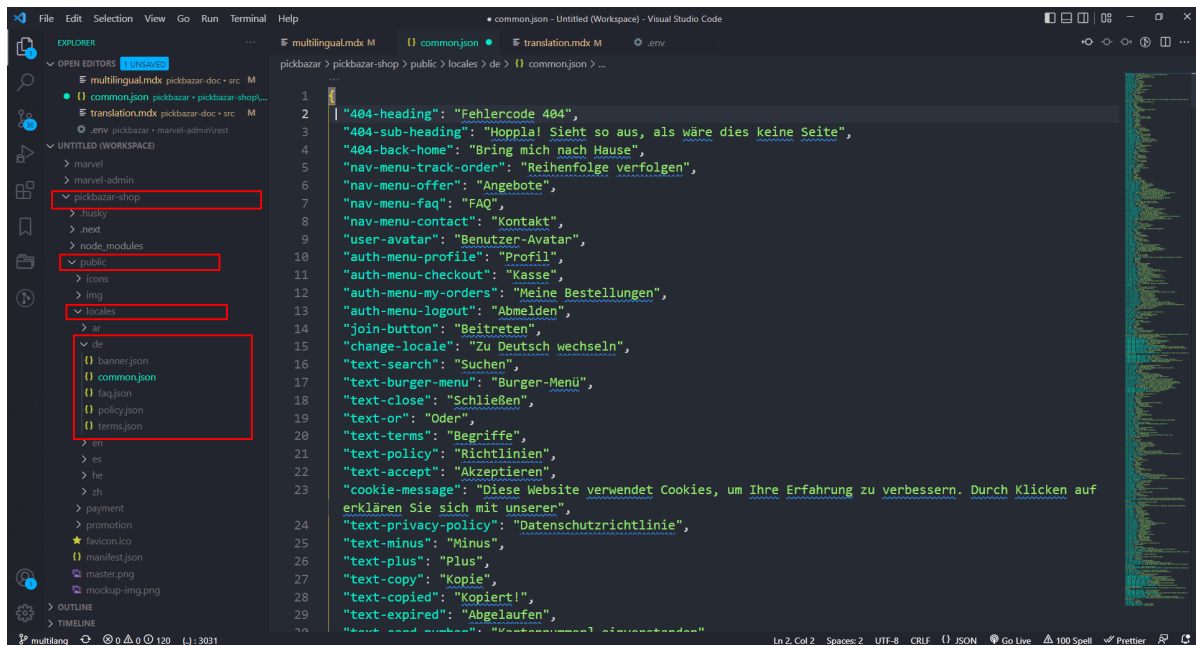 File Edit Selection View Go Run Terminal Help
● common.json - Untitled (Workspace) - Visual Studio Code
EXPLORER
multilingual.mdx M
{} common.json ●
translation.mdx M
.env
OPEN EDITORS 1 UNSAVED
multilingual.mdx pickbazar-doc • src M
● {} common.json pickbazar • pickbazar-shop\...
translation.mdx pickbazar-doc • src M
.env pickbazar • marvel-admin\rest
UNTITLED (WORKSPACE)
> marvel
> marvel-admin
pickbazar-shop
> .husky
> .next
> node_modules
public
> icons
> img
locales
> ar
de
{} banner.json
{} common.json
{} faq.json
{} policy.json
{} terms.json
> en
> es
> he
> zh
> payment
> promotion
favicon.ico
{} manifest.json
master.png
mockup-img.png
> OUTLINE
> TIMELINE
pickbazar > pickbazar-shop > public > locales > de > {} common.json > ...
1 {
2 "404-heading": "Fehlercode 404",
3 "404-sub-heading": "Hoppla! Sieht so aus, als wäre dies keine Seite",
4 "404-back-home": "Bring mich nach Hause",
5 "nav-menu-track-order": "Reihenfolge verfolgen",
6 "nav-menu-offer": "Angebote",
7 "nav-menu-faq": "FAQ",
8 "nav-menu-contact": "Kontakt",
9 "user-avatar": "Benutzer-Avatar",
10 "auth-menu-profile": "Profil",
11 "auth-menu-checkout": "Kasse",
12 "auth-menu-my-orders": "Meine Bestellungen",
13 "auth-menu-logout": "Abmelden",
14 "join-button": "Beitreten",
15 "change-locale": "Zu Deutsch wechseln",
16 "text-search": "Suchen",
17 "text-burger-menu": "Burger-Menü",
18 "text-close": "Schließen",
19 "text-or": "Oder",
20 "text-terms": "Begriffe",
21 "text-policy": "Richtlinien",
22 "text-accept": "Akzeptieren",
23 "cookie-message": "Diese Website verwendet Cookies, um Ihre Erfahrung zu verbessern. Durch Klicken auf
erklären Sie sich mit unserer",
24 "text-privacy-policy": "Datenschutzrichtlinie",
25 "text-minus": "Minus",
26 "text-plus": "Plus",
27 "text-copy": "Kopie",
28 "text-copied": "Kopiert!",
29 "text-expired": "Abgelaufen",
multilang 0 0 120 (..) : 3031
Ln 2, Col 2 Spaces: 2 UTF-8 CRLF {} JSON Go Live 100 Spell Prettier